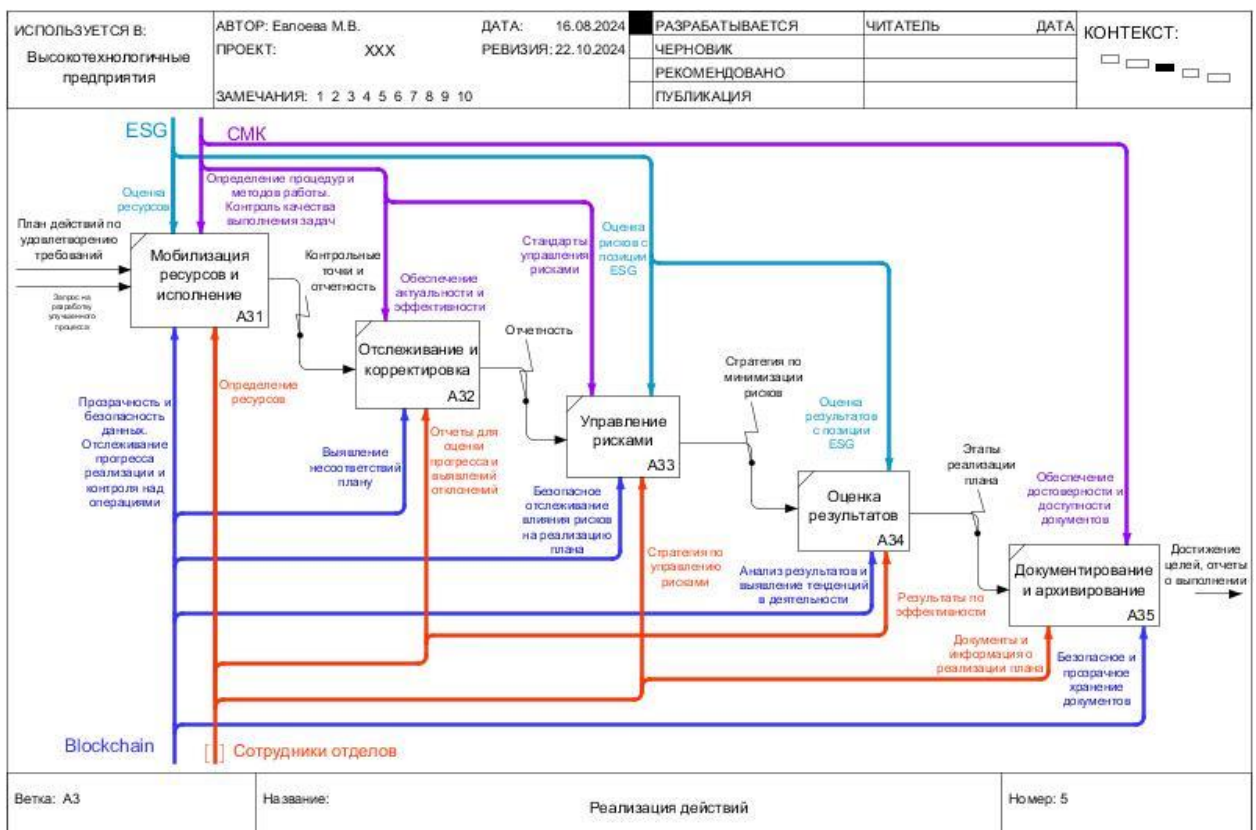 ИСПОЛЬЗУЕТСЯ В:
Высокотехнологичные
предприятия
АВТОР: Евлоева М.В.
ДАТА: 16.08.2024
ПРОЕКТ: XXX
РЕВИЗИЯ: 22.10.2024
ЗАМЕЧАНИЯ: 1 2 3 4 5 6 7 8 9 10
РАЗРАБАТЫВАЕТСЯ
ЧЕРНОВИК
РЕКОМЕНДОВАНО
ПУБЛИКАЦИЯ
ЧИТАТЕЛЬ
ДАТА
КОНТЕКСТ:
ESG
СМК
Оценка
ресурсов
Определение процедур и
методов работы.
Контроль качества
выполнения задач
План действий по
удовлетворению
требований
Запрос на
разработку
улучшенного
процесса
Мобилизация
ресурсов и
исполнение
A31
Контрольные
точки и
отчетность
Обеспечение
актуальности и
эффективности
Стандарты
управления
рисками
Оценка
рисков с
позиции
ESG
Отслеживание и
корректировка
A32
Отчетность
Определение
ресурсов
Прозрачность и
безопасность
данных.
Отслеживание
прогресса
реализации и
контроля над
операциями
Выявление
несоответствий
плану
Отчеты для
оценки
прогресса и
выявлений
отклонений
Управление
рисками
A33
Стратегия по
минимизации
рисков
Оценка
результатов
с позиции
ESG
Безопасное
отслеживание
влияния рисков
на реализацию
плана
Стратегия по
управлению
рисками
Оценка
результатов
A34
Этапы
реализации
плана
Обеспечение
достоверности и
доступности
документов
Анализ результатов и
выявление тенденций
в деятельности
Результаты по
эффективности
Документирование
и архивирование
A35
Достижение
целей, отчеты
о выполнении
Документы и
информация о
реализации плана
Безопасное и
прозрачное
хранение
документов
Blockchain
[ ] Сотрудники отделов
Ветка: A3
Название:
Реализация действий
Номер: 5